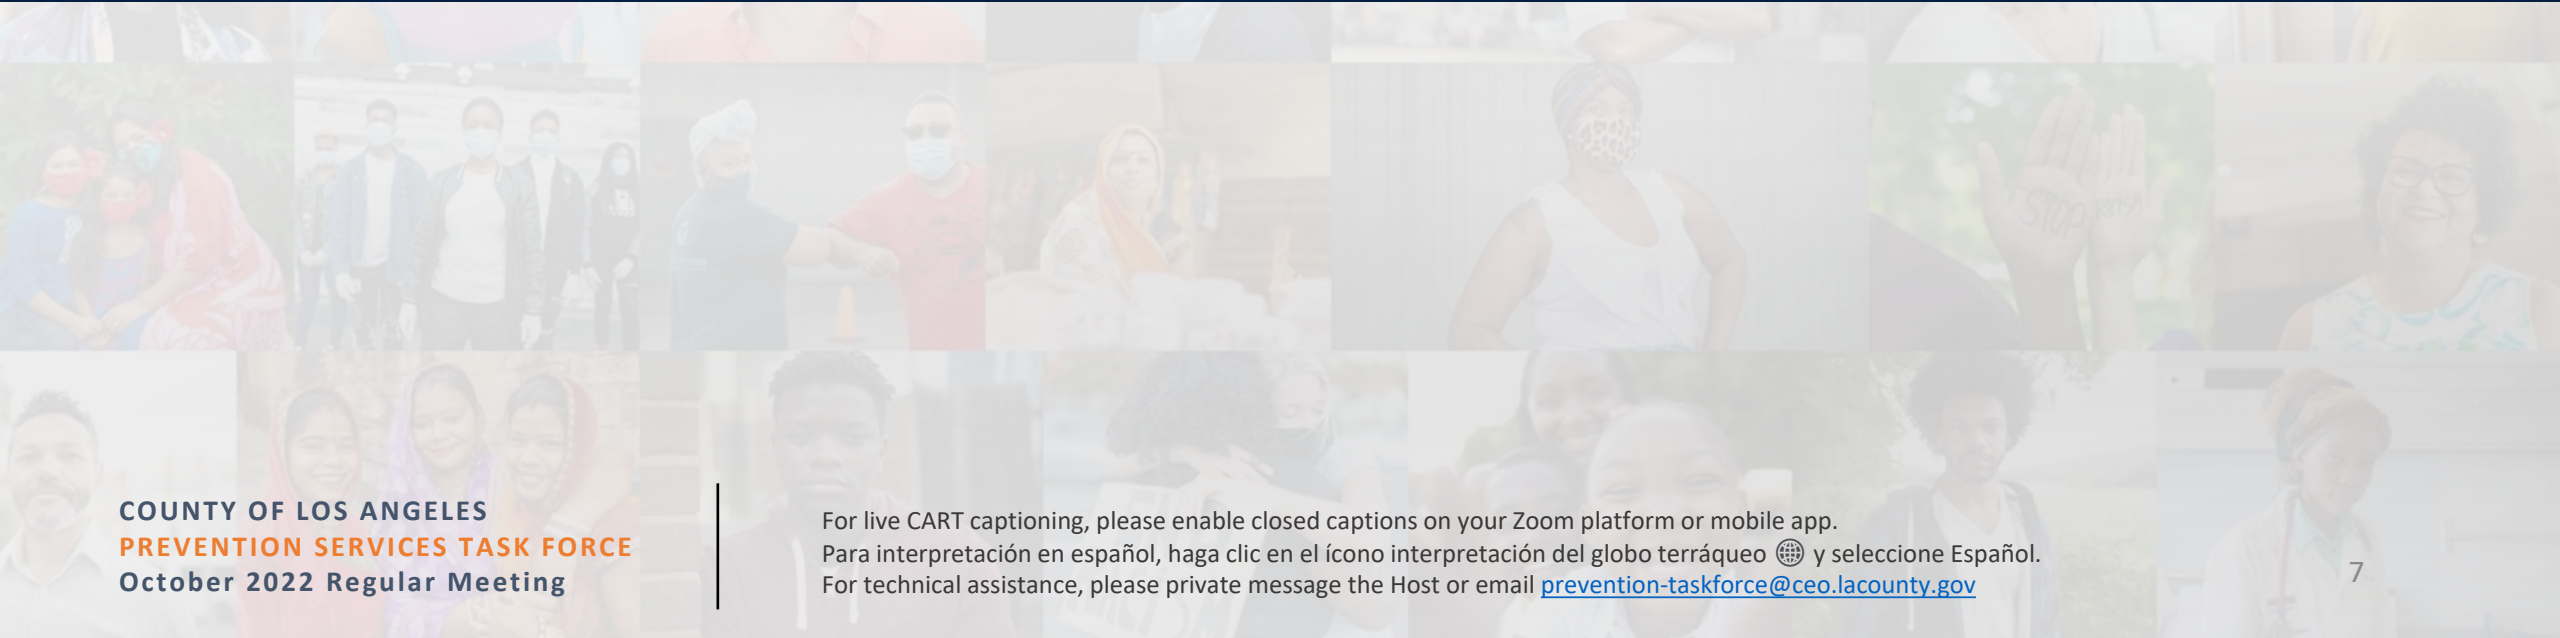 STOP racism
COUNTY OF LOS ANGELES
PREVENTION SERVICES TASK FORCE
October 2022 Regular Meeting
For live CART captioning, please enable closed captions on your Zoom platform or mobile app.
Para interpretación en español, haga clic en el ícono interpretación del globo terráqueo y seleccione Español.
For technical assistance, please private message the Host or email prevention-taskforce@ceo.lacounty.gov
7